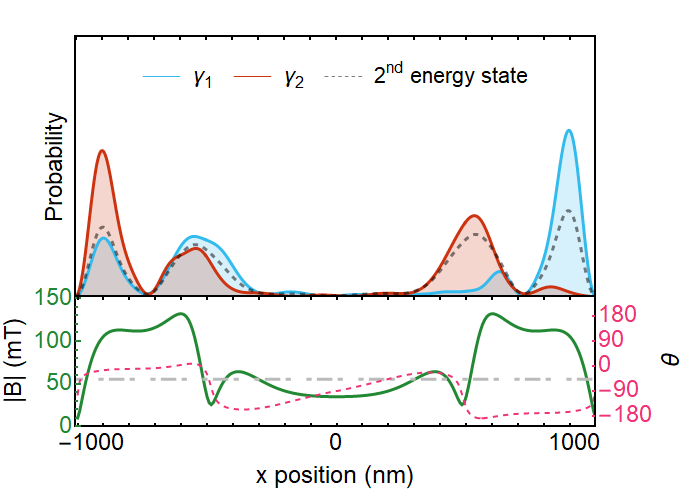 γ1 γ2 2nd energy state
Probability
150
100
50
0
|B| (mT)
180
90
0
−90
−180
θ
−1000 0 1000
x position (nm)